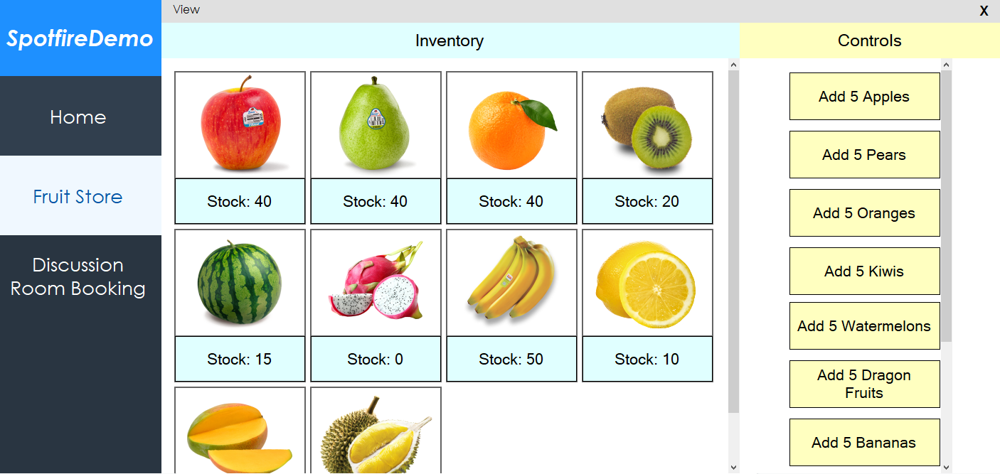 View
X
SpotfireDemo
Inventory
Controls
Home
Fruit Store
Discussion
Room Booking
Stock: 40
Stock: 40
Stock: 40
Stock: 20
Stock: 15
Stock: 0
Stock: 50
Stock: 10
Add 5 Apples
Add 5 Pears
Add 5 Oranges
Add 5 Kiwis
Add 5 Watermelons
Add 5 Dragon
Fruits
Add 5 Bananas